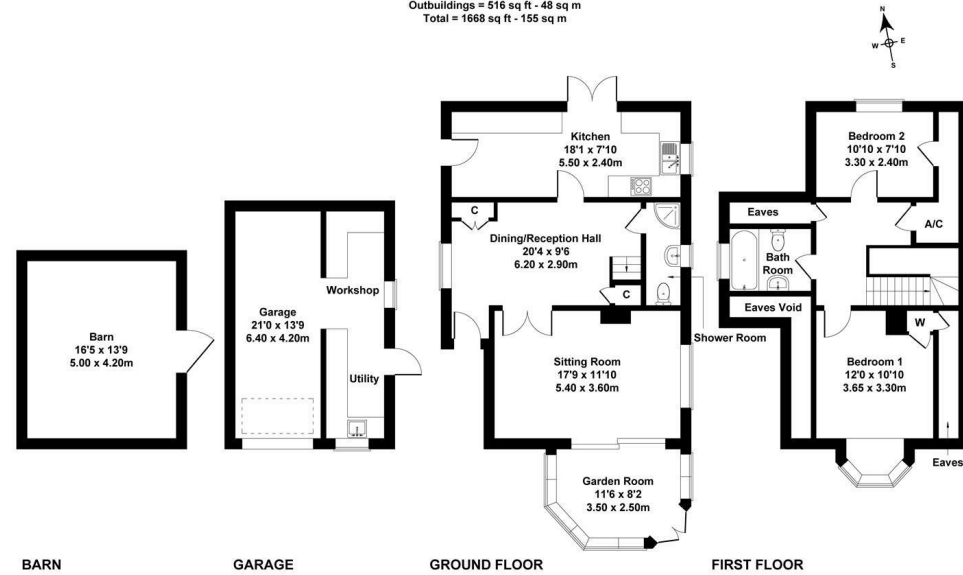 Outbuildings = 516 sq ft - 48 sq m
Total = 1668 sq ft - 155 sq m
N
W
E
S
Kitchen
18'1 x 7'10
5.50 x 2.40m
Bedroom 2
10'10 x 7'10
3.30 x 2.40m
C
Eaves
A/C
Dining/Reception Hall
20'4 x 9'6
6.20 x 2.90m
Bath
Room
Workshop
C
Eaves Void
Garage
21'0 x 13'9
6.40 x 4.20m
Barn
16'5 x 13'9
5.00 x 4.20m
W
Shower Room
Sitting Room
17'9 x 11'10
5.40 x 3.60m
Bedroom 1
12'0 x 10'10
3.65 x 3.30m
Utility
Eaves
Garden Room
11'6 x 8'2
3.50 x 2.50m
BARN
GARAGE
GROUND FLOOR
FIRST FLOOR